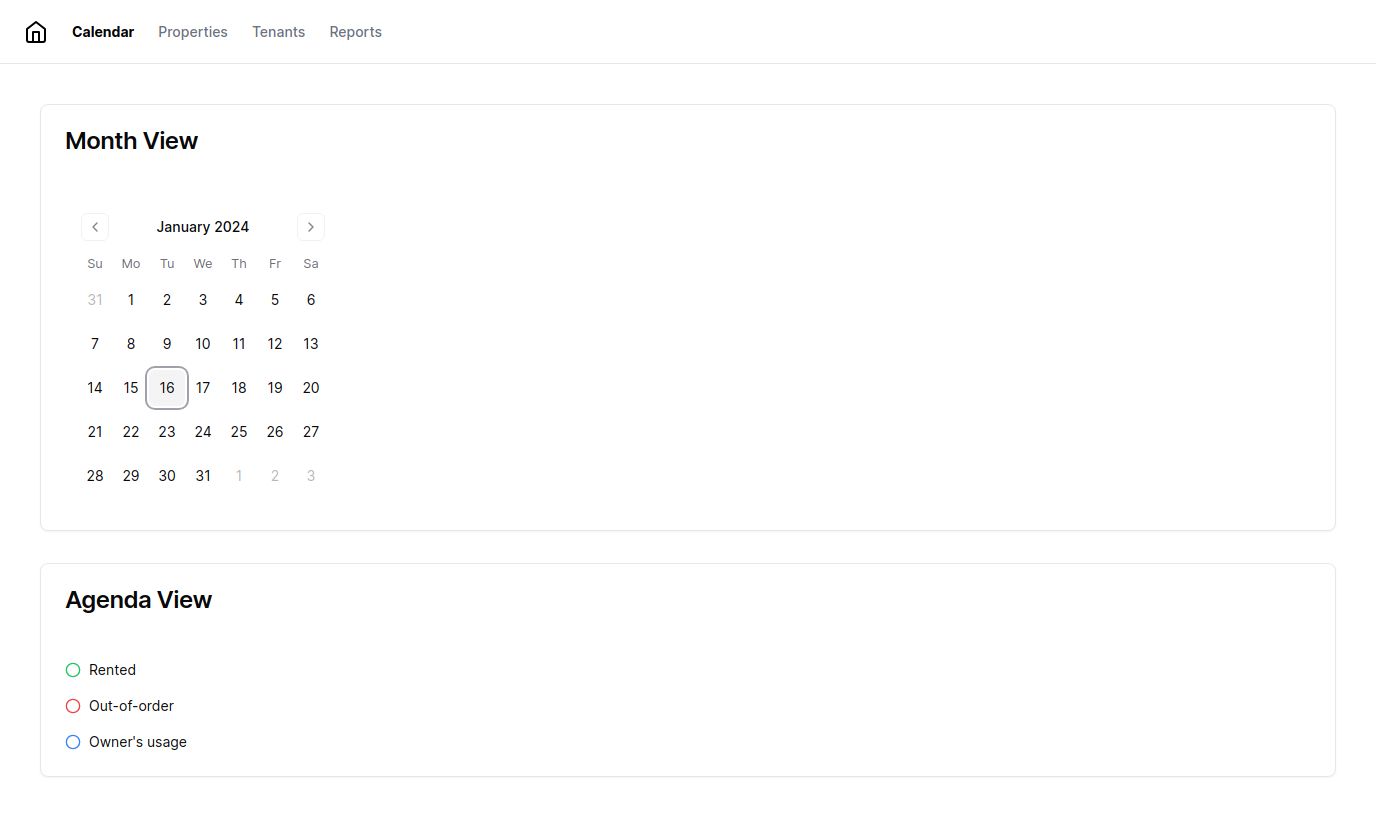 Calendar Properties Tenants Reports
Month View
January 2024
Su Mo Tu We Th Fr Sa
31 1 2 3 4 5 6
7 8 9 10 11 12 13
14 15 16 17 18 19 20
21 22 23 24 25 26 27
28 29 30 31 1 2 3
Agenda View
Rented
Out-of-order
Owner's usage